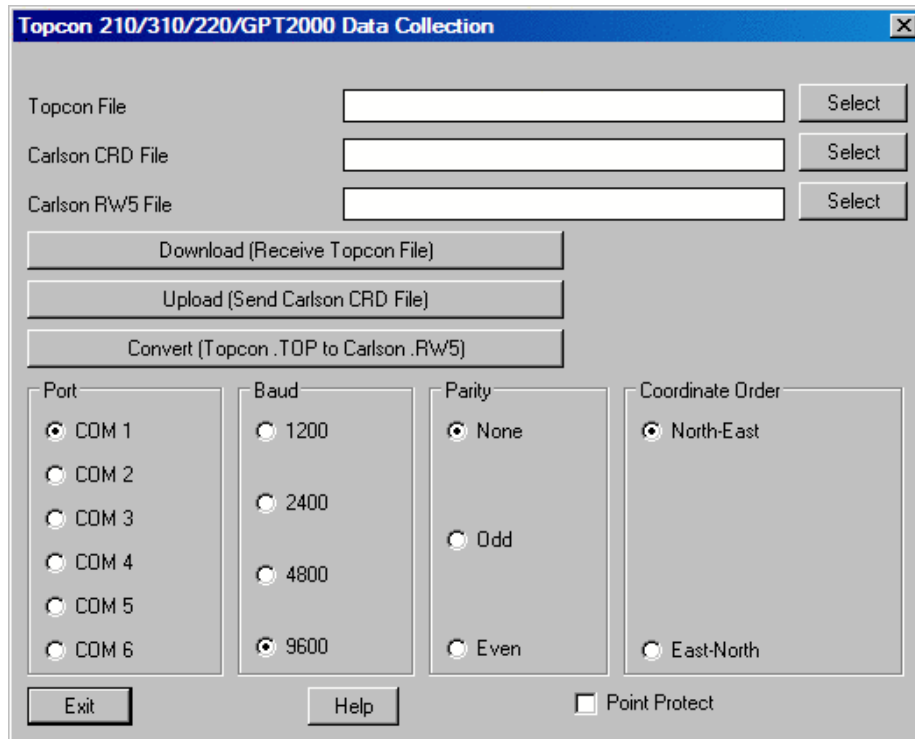 Topcon 210/310/220/GPT2000 Data Collection
Topcon File
Select
Carlson CRD File
Select
Carlson RW5 File
Select
Download (Receive Topcon File)
Upload (Send Carlson CRD File)
Convert (Topcon .TOP to Carlson .RW5)
Port
COM 1
COM 2
COM 3
COM 4
COM 5
COM 6
Baud
1200
2400
4800
9600
Parity
None
Odd
Even
Coordinate Order
North-East
East-North
Exit
Help
Point Protect